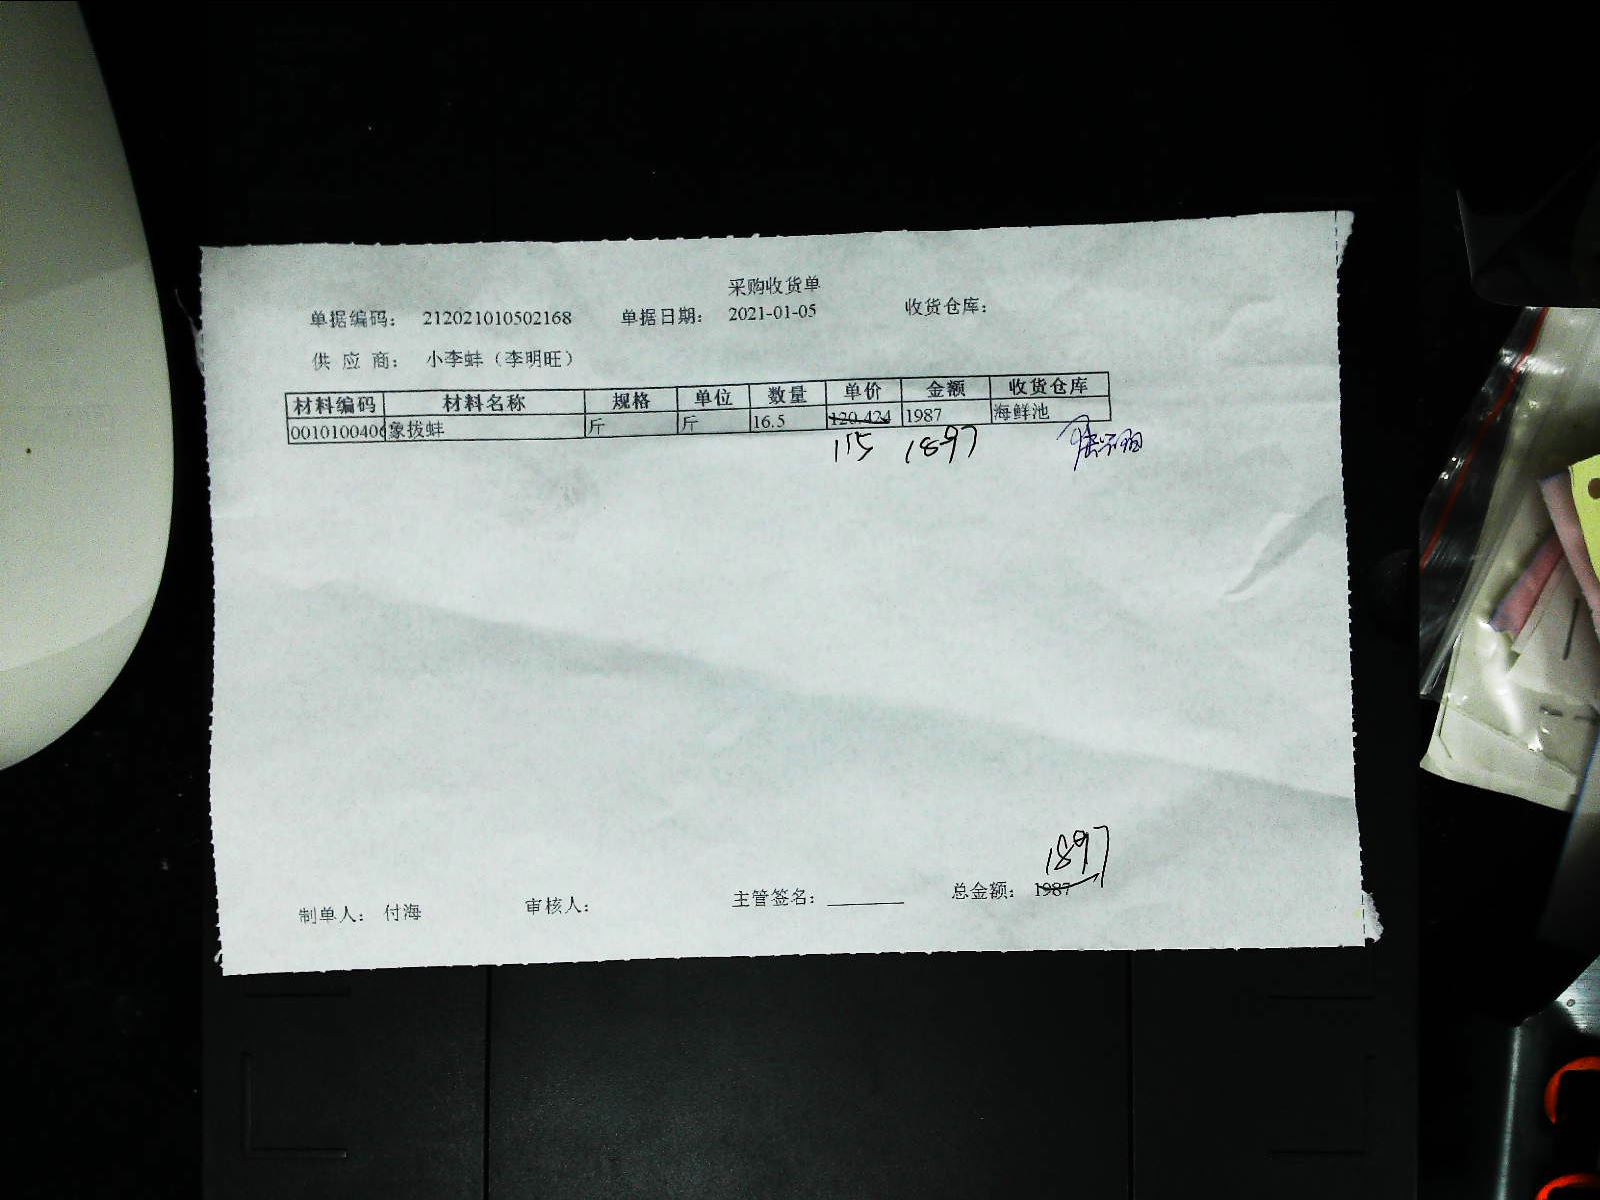 采购收货单
单据编码： 212021010502168 单据日期： 2021-01-05 收货仓库：
供 应 商： 小李蚌（李明旺）
材料编码 材料名称 规格 单位 数量 单价 金额 收货仓库
0010100406 象拔蚌 斤 斤 16.5 120.424 1987 海鲜池
115 1897
1897
制单人： 付海 审核人： 主管签名： 总金额： 1987